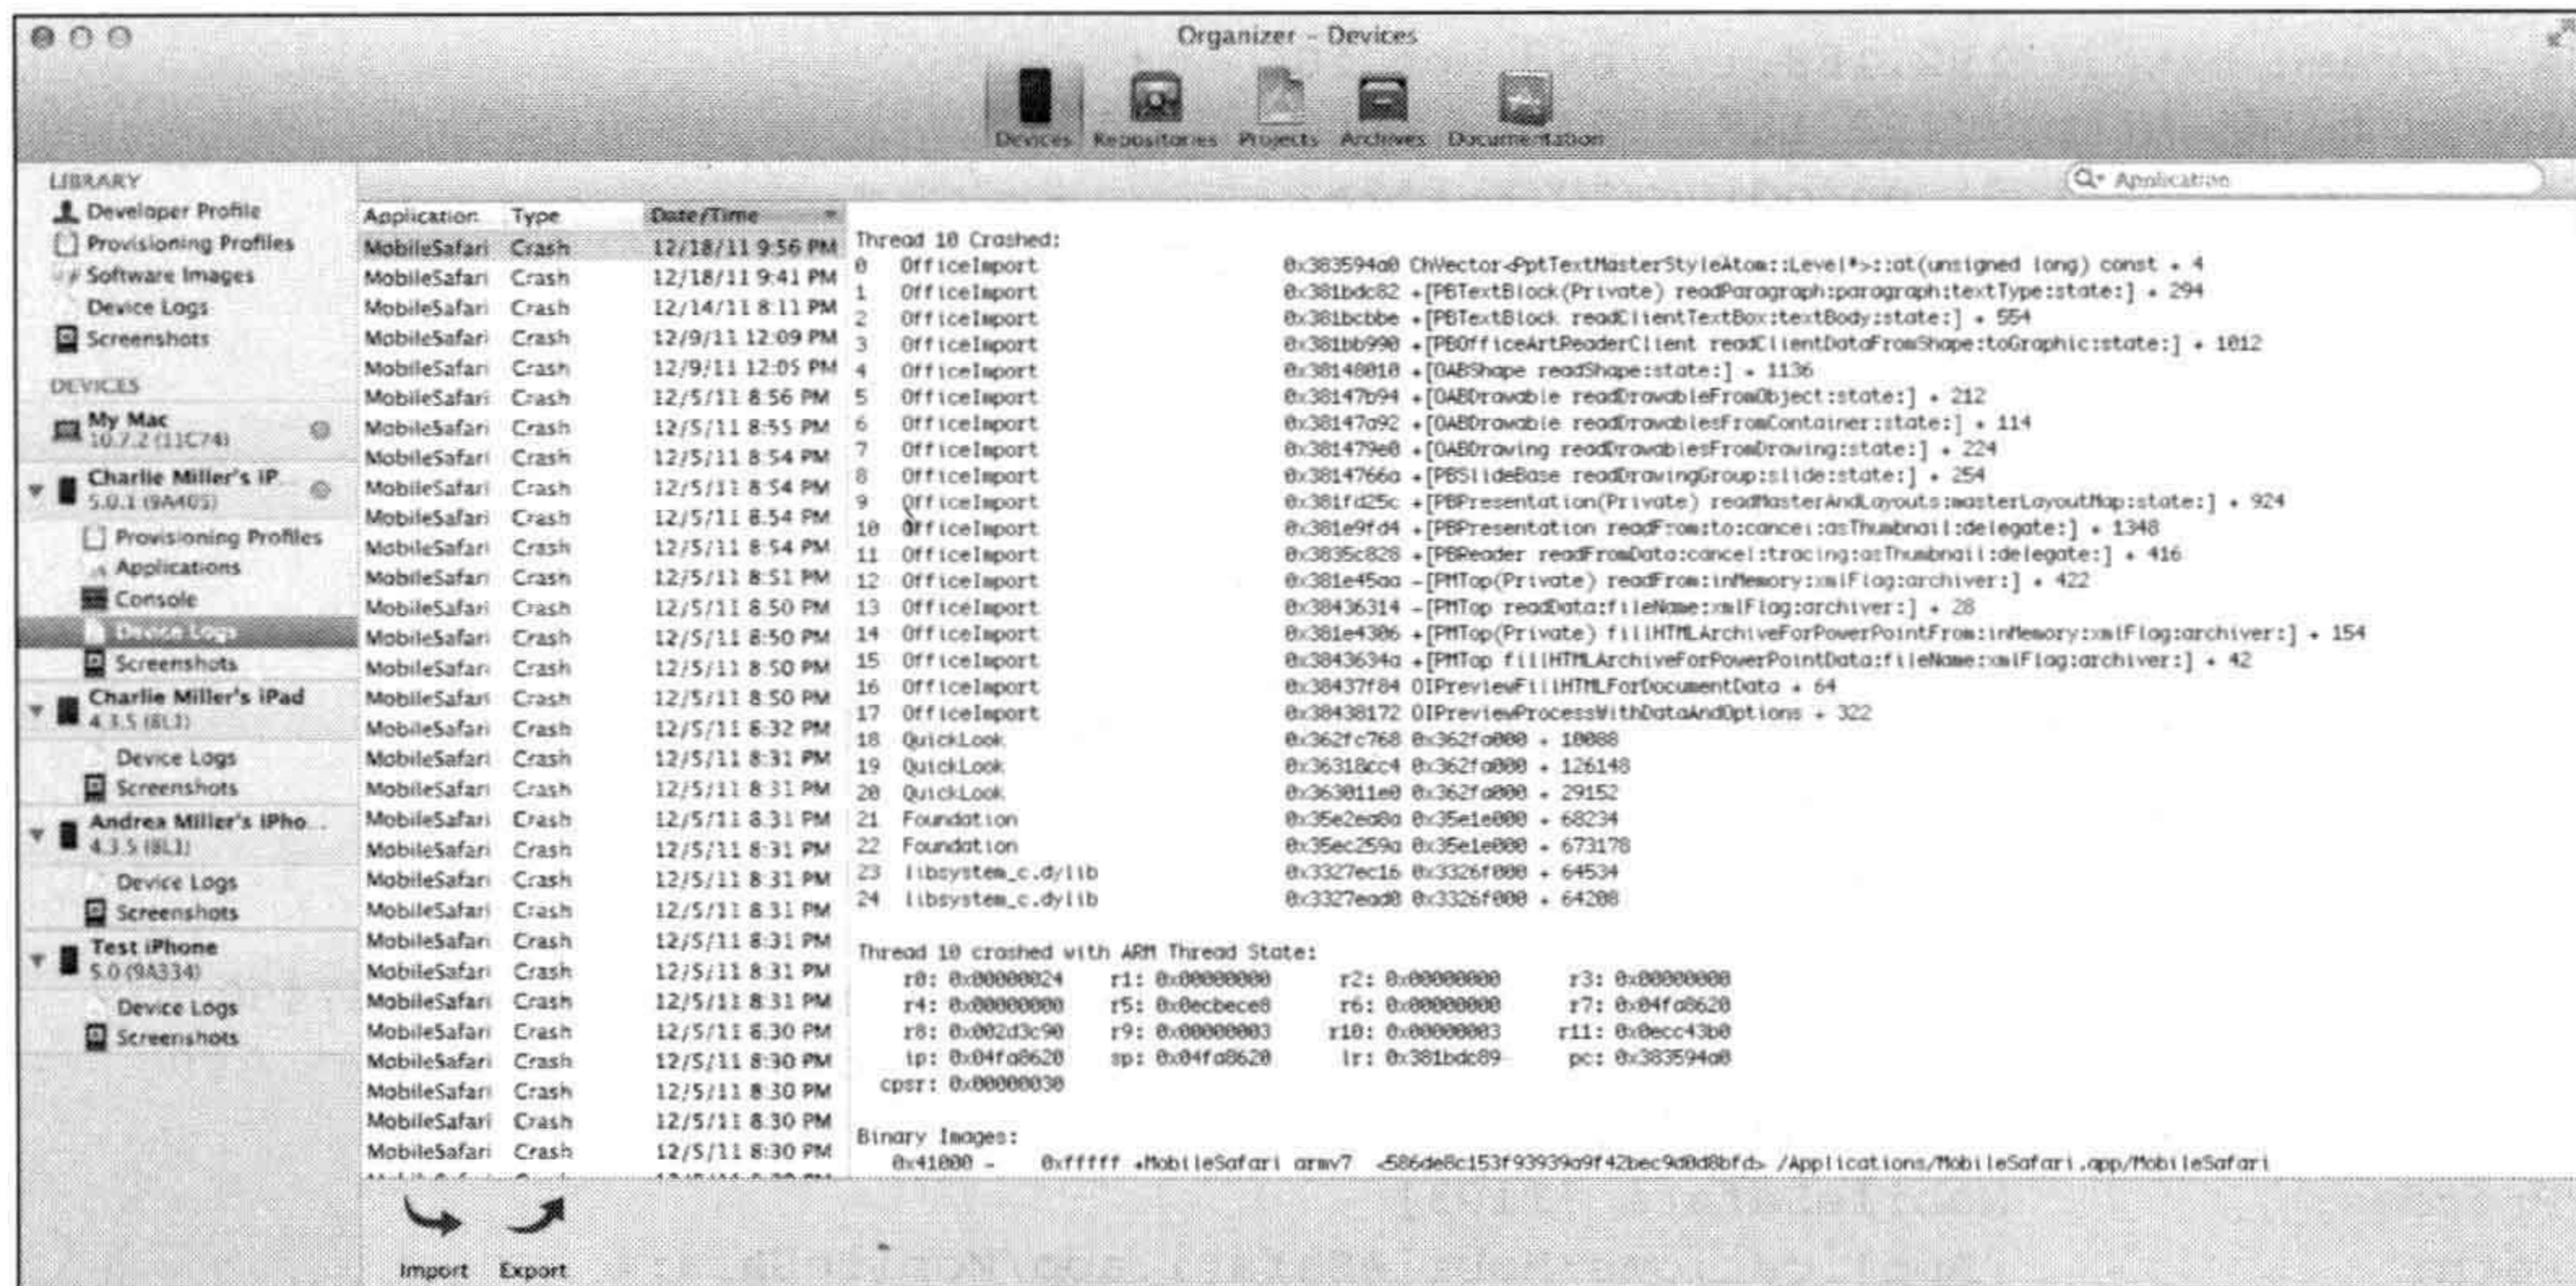 Organizer - Devices
Devices Repositories Projects Archives Documentation
Application
LIBRARY
Developer Profile
Provisioning Profiles
Software Images
Device Logs
Screenshots
DEVICES
My Mac
10.7.2 (11C74)
Charlie Miller's iP...
5.0.1 (9A405)
Provisioning Profiles
Applications
Console
Device Logs
Screenshots
Charlie Miller's iPad
4.3.5 (8L1)
Device Logs
Screenshots
Andrea Miller's iPho...
4.3.5 (8L1)
Device Logs
Screenshots
Test iPhone
5.0 (9A334)
Device Logs
Screenshots
Application Type Date/Time
MobileSafari Crash 12/18/11 9:56 PM
MobileSafari Crash 12/18/11 9:41 PM
MobileSafari Crash 12/14/11 8:11 PM
MobileSafari Crash 12/9/11 12:09 PM
MobileSafari Crash 12/9/11 12:05 PM
MobileSafari Crash 12/5/11 8:56 PM
MobileSafari Crash 12/5/11 8:55 PM
MobileSafari Crash 12/5/11 8:54 PM
MobileSafari Crash 12/5/11 8:54 PM
MobileSafari Crash 12/5/11 8:54 PM
MobileSafari Crash 12/5/11 8:54 PM
MobileSafari Crash 12/5/11 8:51 PM
MobileSafari Crash 12/5/11 8:50 PM
MobileSafari Crash 12/5/11 8:50 PM
MobileSafari Crash 12/5/11 8:50 PM
MobileSafari Crash 12/5/11 8:50 PM
MobileSafari Crash 12/5/11 8:32 PM
MobileSafari Crash 12/5/11 8:31 PM
MobileSafari Crash 12/5/11 8:31 PM
MobileSafari Crash 12/5/11 8:31 PM
MobileSafari Crash 12/5/11 8:31 PM
MobileSafari Crash 12/5/11 8:31 PM
MobileSafari Crash 12/5/11 8:31 PM
MobileSafari Crash 12/5/11 8:31 PM
MobileSafari Crash 12/5/11 8:31 PM
MobileSafari Crash 12/5/11 8:31 PM
MobileSafari Crash 12/5/11 8:30 PM
MobileSafari Crash 12/5/11 8:30 PM
MobileSafari Crash 12/5/11 8:30 PM
MobileSafari Crash 12/5/11 8:30 PM
MobileSafari Crash 12/5/11 8:30 PM
Thread 10 Crashed:
0 OfficeImport 0x383594a0 ChVector<PptTextMasterStyleAtom::Level*>::at(unsigned long) const + 4
1 OfficeImport 0x381bdc82 +[PBTextBlock(Private) readParagraph:paragraph:textType:state:] + 294
2 OfficeImport 0x381bcbbe +[PBTextBlock readClientTextBox:textBody:state:] + 554
3 OfficeImport 0x381bb990 +[PBOfficeArtReaderClient readClientDataFromShape:toGraphic:state:] + 1012
4 OfficeImport 0x38148010 +[OABShape readShape:state:] + 1136
5 OfficeImport 0x38147b94 +[OABDrawable readDrawableFromObject:state:] + 212
6 OfficeImport 0x38147a92 +[OABDrawable readDrawablesFromContainer:state:] + 114
7 OfficeImport 0x381479e0 +[OABDrawing readDrawablesFromDrawing:state:] + 224
8 OfficeImport 0x3814766a +[PBSlideBase readDrawingGroup:slide:state:] + 254
9 OfficeImport 0x381fd25c +[PBPresentation(Private) readMasterAndLayouts:masterLayoutMap:state:] + 924
10 OfficeImport 0x381e9fd4 +[PBPresentation readFrom:to:cancel:asThumbnail:delegate:] + 1348
11 OfficeImport 0x3835c828 +[PBReader readFromData:cancel:tracing:asThumbnail:delegate:] + 416
12 OfficeImport 0x381e45aa -[PMTop(Private) readFrom:inMemory:xmlFlag:archiver:] + 422
13 OfficeImport 0x38436314 -[PMTop readData:fileName:xmlFlag:archiver:] + 28
14 OfficeImport 0x381e4306 +[PMTop(Private) fillHTMLArchiveForPowerPointFrom:inMemory:xmlFlag:archiver:] + 154
15 OfficeImport 0x3843634a +[PMTop fillHTMLArchiveForPowerPointData:fileName:xmlFlag:archiver:] + 42
16 OfficeImport 0x38437f84 OIPreviewFillHTMLForDocumentData + 64
17 OfficeImport 0x38438172 OIPreviewProcessWithDataAndOptions + 322
18 QuickLook 0x362fc768 0x362fa000 + 10088
19 QuickLook 0x36318cc4 0x362fa000 + 126148
20 QuickLook 0x363011e0 0x362fa000 + 29152
21 Foundation 0x35e2ea8a 0x35e1e000 + 68234
22 Foundation 0x35ec259a 0x35e1e000 + 673178
23 libsystem_c.dylib 0x3327ec16 0x3326f000 + 64534
24 libsystem_c.dylib 0x3327ead0 0x3326f000 + 64208
Thread 10 crashed with ARM Thread State:
r0: 0x00000024 r1: 0x00000000 r2: 0x00000000 r3: 0x00000000
r4: 0x00000000 r5: 0x0ecbece8 r6: 0x00000000 r7: 0x04fa8620
r8: 0x002d3c90 r9: 0x00000003 r10: 0x00000003 r11: 0x0ecc43b0
ip: 0x04fa8620 sp: 0x04fa8620 lr: 0x381bdc89 pc: 0x383594a0
cpsr: 0x00000030
Binary Images:
0x41000 - 0xfffff +MobileSafari armv7 <586de8c153f93939a9f42bec9d0d8bfd> /Applications/MobileSafari.app/MobileSafari
Import Export